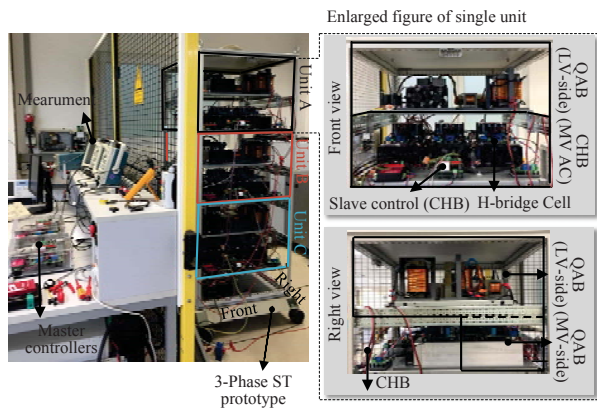 Enlarged figure of single unit
Mearumen
Unit A
Unit B
Unit C
Front
Right
Master
controllers
3-Phase ST
prototype
Front view
QAB
(LV-side)
CHB
(MV AC)
Slave control (CHB)
H-bridge Cell
Right view
QAB
(LV-side)
QAB
(MV-side)
CHB